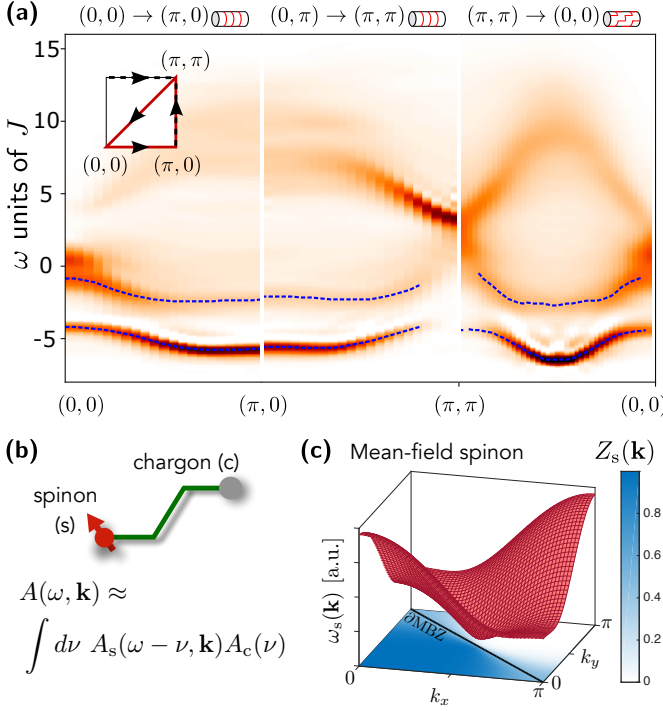 (a) (0, 0) → (π, 0) (0, π) → (π, π) (π, π) → (0, 0)
15
10
5
0
-5
ω units of J
(π, π)
(0, 0) (π, 0)
(0, 0) (π, 0) (π, π) (0, 0)
(b)
chargon (c)
spinon
(s)
A(ω, k) ≈
∫ dν A_s(ω − ν, k)A_c(ν)
(c) Mean-field spinon
Z_s(k)
ω_s(k) [a.u.]
∂MBZ
0
k_x
π
0
k_y
π
0.8
0.6
0.4
0.2
0